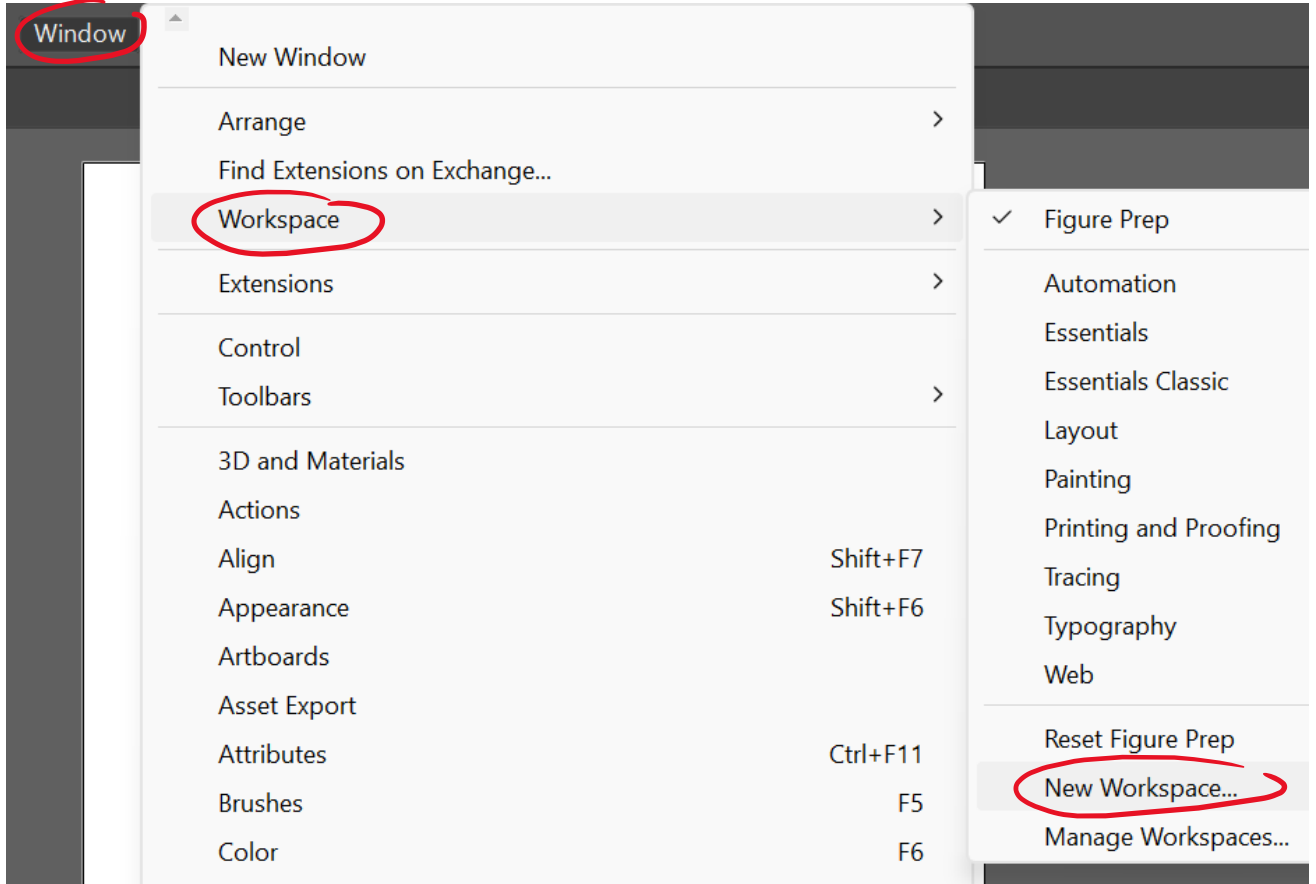 Window
New Window
Arrange
Find Extensions on Exchange...
Workspace
Extensions
Control
Toolbars
3D and Materials
Actions
Align Shift+F7
Appearance Shift+F6
Artboards
Asset Export
Attributes Ctrl+F11
Brushes F5
Color F6
Figure Prep
Automation
Essentials
Essentials Classic
Layout
Painting
Printing and Proofing
Tracing
Typography
Web
Reset Figure Prep
New Workspace...
Manage Workspaces...